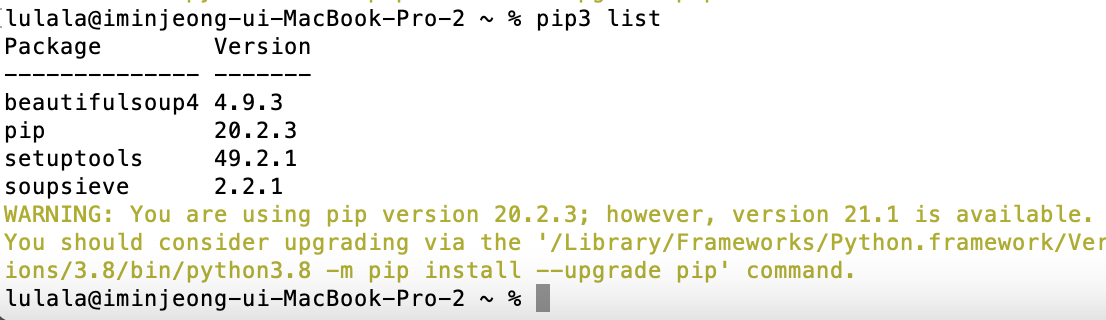 lulala@iminjeong-ui-MacBook-Pro-2 ~ % pip3 list
Package        Version
-------------- -------
beautifulsoup4 4.9.3
pip            20.2.3
setuptools     49.2.1
soupsieve      2.2.1
WARNING: You are using pip version 20.2.3; however, version 21.1 is available.
You should consider upgrading via the '/Library/Frameworks/Python.framework/Ver
ions/3.8/bin/python3.8 -m pip install --upgrade pip' command.
lulala@iminjeong-ui-MacBook-Pro-2 ~ %